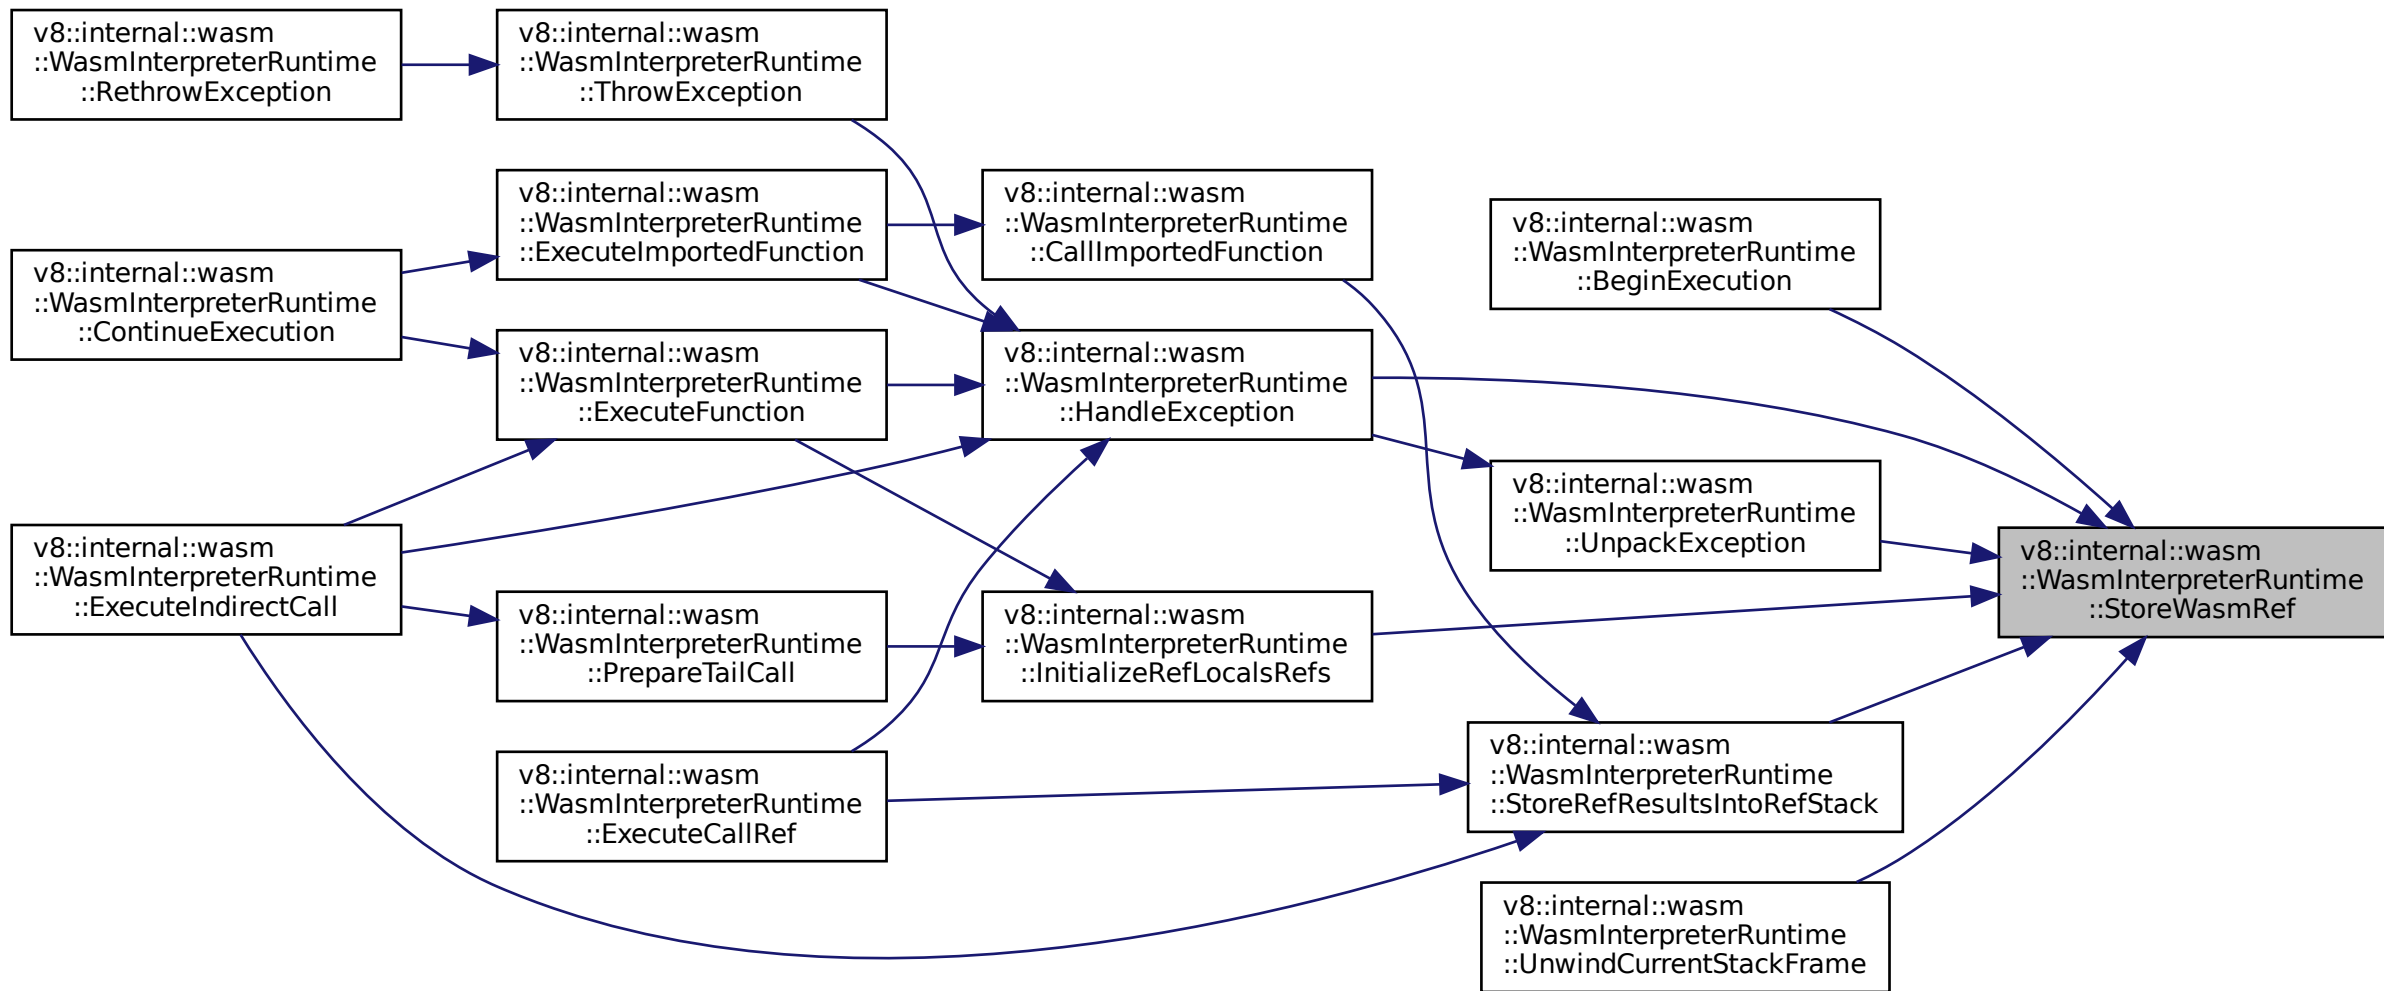 v8::internal::wasm
::WasmInterpreterRuntime
::RethrowException
v8::internal::wasm
::WasmInterpreterRuntime
::ThrowException
v8::internal::wasm
::WasmInterpreterRuntime
::ExecuteImportedFunction
v8::internal::wasm
::WasmInterpreterRuntime
::CallImportedFunction
v8::internal::wasm
::WasmInterpreterRuntime
::BeginExecution
v8::internal::wasm
::WasmInterpreterRuntime
::ContinueExecution
v8::internal::wasm
::WasmInterpreterRuntime
::ExecuteFunction
v8::internal::wasm
::WasmInterpreterRuntime
::HandleException
v8::internal::wasm
::WasmInterpreterRuntime
::UnpackException
v8::internal::wasm
::WasmInterpreterRuntime
::ExecuteIndirectCall
v8::internal::wasm
::WasmInterpreterRuntime
::StoreWasmRef
v8::internal::wasm
::WasmInterpreterRuntime
::PrepareTailCall
v8::internal::wasm
::WasmInterpreterRuntime
::InitializeRefLocalsRefs
v8::internal::wasm
::WasmInterpreterRuntime
::StoreRefResultsIntoRefStack
v8::internal::wasm
::WasmInterpreterRuntime
::ExecuteCallRef
v8::internal::wasm
::WasmInterpreterRuntime
::UnwindCurrentStackFrame